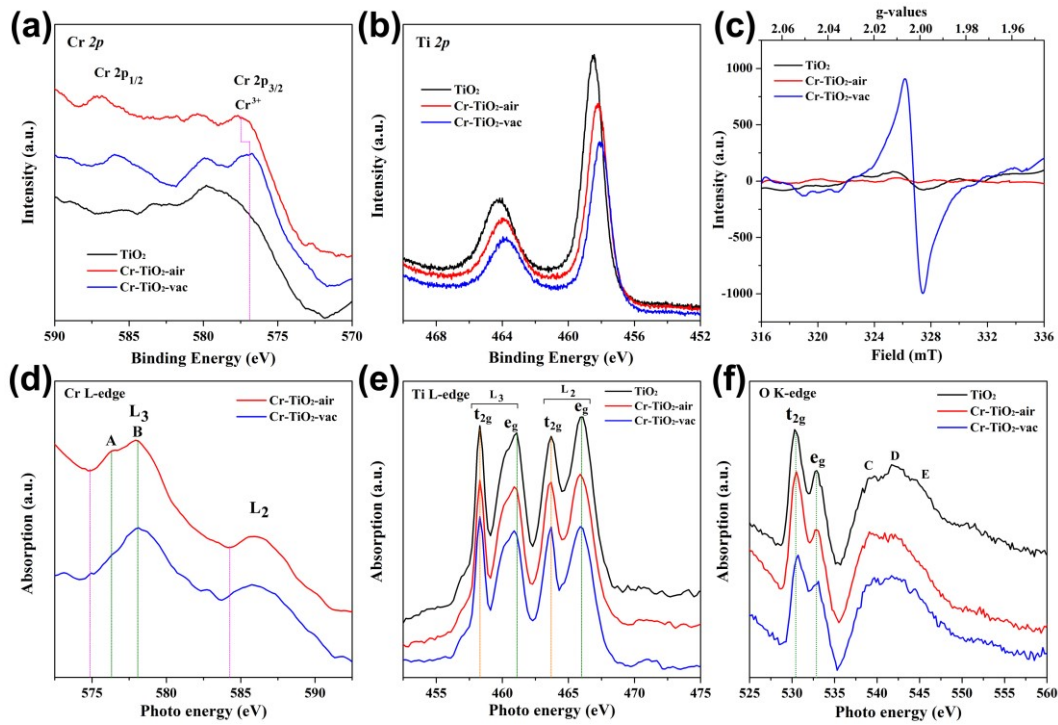 (a)
Cr 2p
Cr 2p1/2
Cr 2p3/2
Cr3+
TiO2
Cr-TiO2-air
Cr-TiO2-vac
Intensity (a.u.)
590 585 580 575 570
Binding Energy (eV)
(b)
Ti 2p
TiO2
Cr-TiO2-air
Cr-TiO2-vac
Intensity (a.u.)
468 464 460 456 452
Binding Energy (eV)
(c)
g-values
2.06 2.04 2.02 2.00 1.98 1.96
TiO2
Cr-TiO2-air
Cr-TiO2-vac
Intensity (a.u.)
1000
500
0
-500
-1000
316 320 324 328 332 336
Field (mT)
(d)
Cr L-edge
Cr-TiO2-air
Cr-TiO2-vac
L3
A B
L2
Absorption (a.u.)
575 580 585 590
Photo energy (eV)
(e)
Ti L-edge
L3 L2
t2g eg t2g eg
TiO2
Cr-TiO2-air
Cr-TiO2-vac
Absorption (a.u.)
455 460 465 470 475
Photo energy (eV)
(f)
O K-edge
TiO2
Cr-TiO2-air
Cr-TiO2-vac
t2g
eg
C D E
Absorption (a.u.)
525 530 535 540 545 550 555 560
Photo energy (eV)